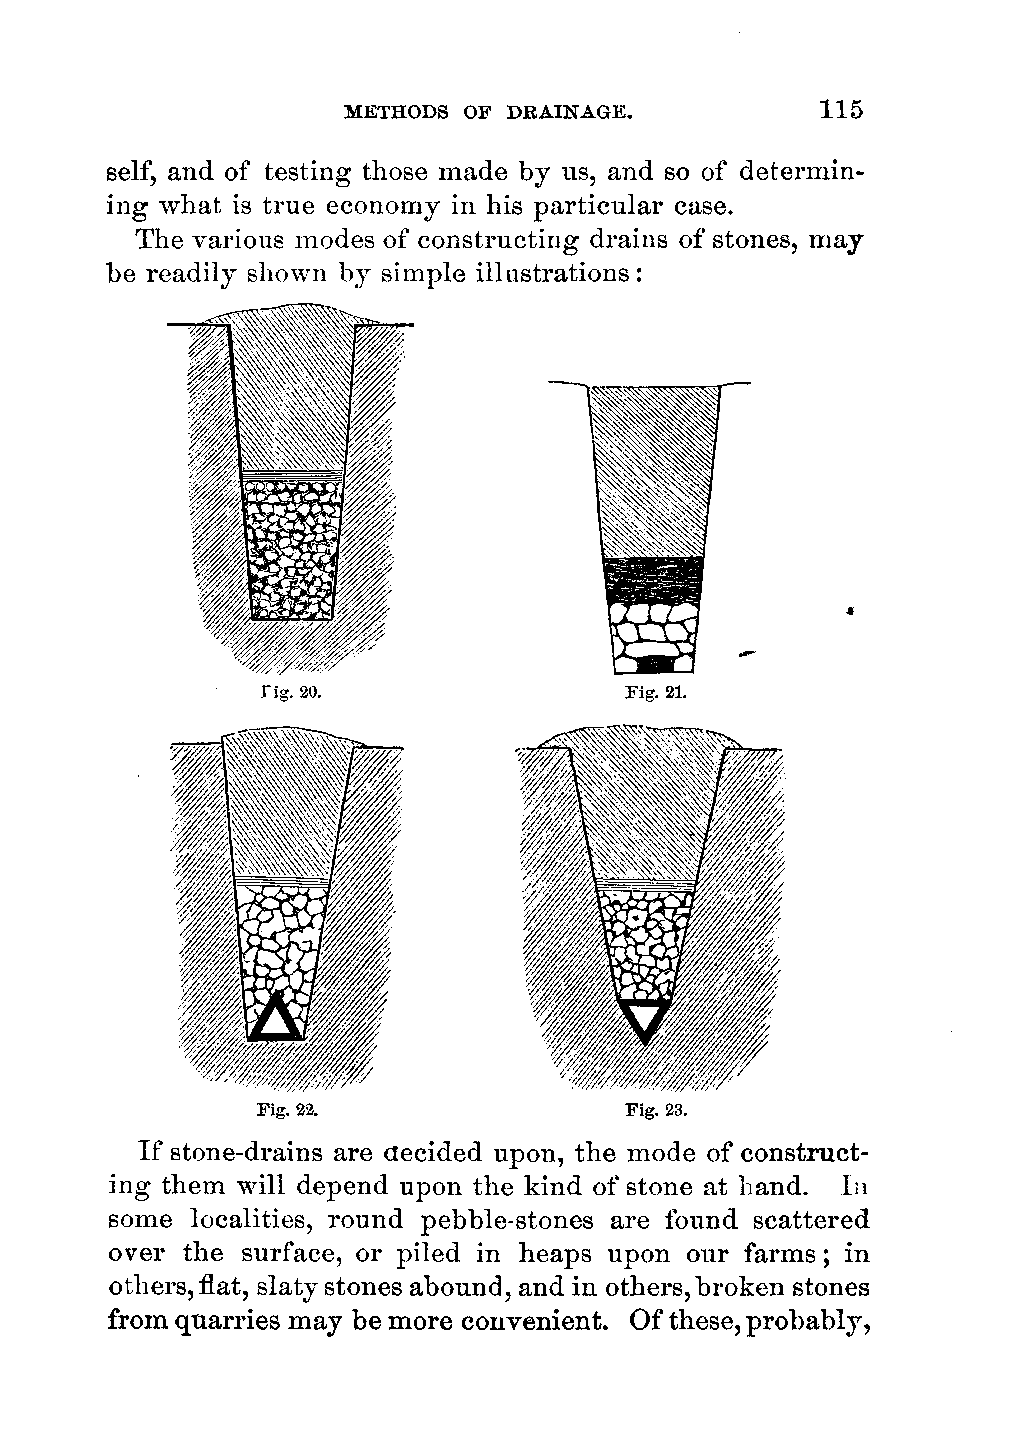 METHODS OF DRAINAGE. 115
self, and of testing those made by us, and so of determin-
ing what is true economy in his particular case.
The various modes of constructing drains of stones, may
be readily shown by simple illustrations:
Fig. 20.
Fig. 21.
Fig. 22.
Fig. 23.
If stone-drains are decided upon, the mode of construct-
ing them will depend upon the kind of stone at hand. In
some localities, round pebble-stones are found scattered
over the surface, or piled in heaps upon our farms; in
others, flat, slaty stones abound, and in others, broken stones
from quarries may be more convenient. Of these, probably,